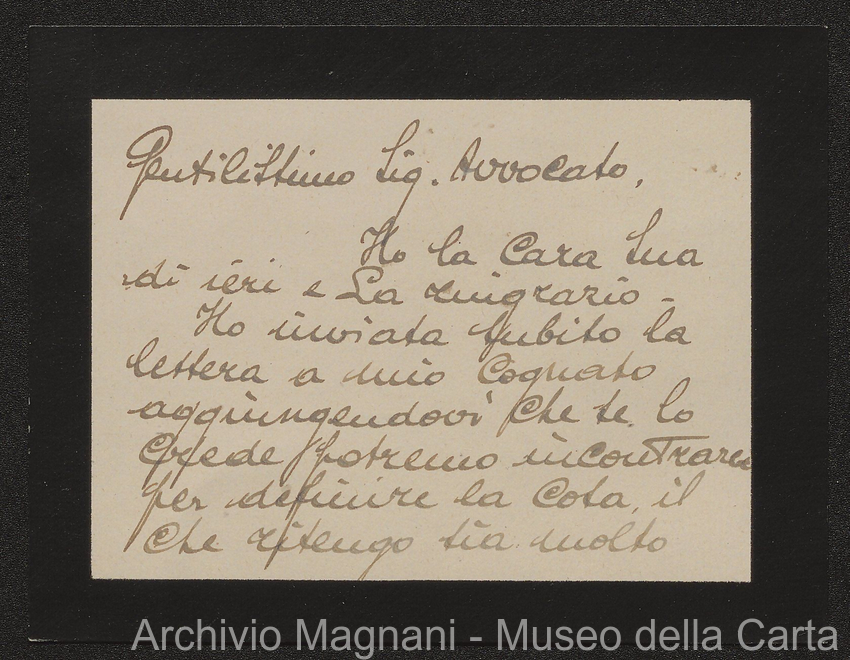 Gentilissimo Sig. Avvocato,
Ho la Cara Sua
di ieri e La ringrazio -
Ho inviata subito la
lettera a mio Cognato
aggiungendovi che se lo
crede potremo incontrarci
per definire la cosa, il
che ritengo sia molto
Archivio Magnani - Museo della Carta